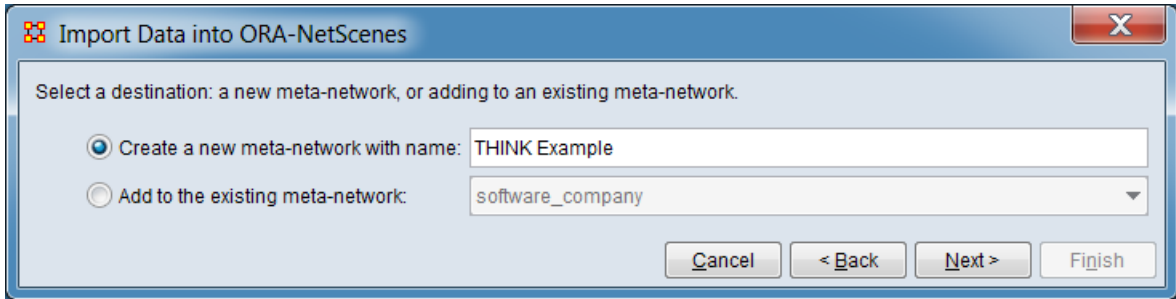 Import Data into ORA-NetScenes
X
Select a destination: a new meta-network, or adding to an existing meta-network.
Create a new meta-network with name: THINK Example
Add to the existing meta-network: software_company
Cancel < Back Next > Finish